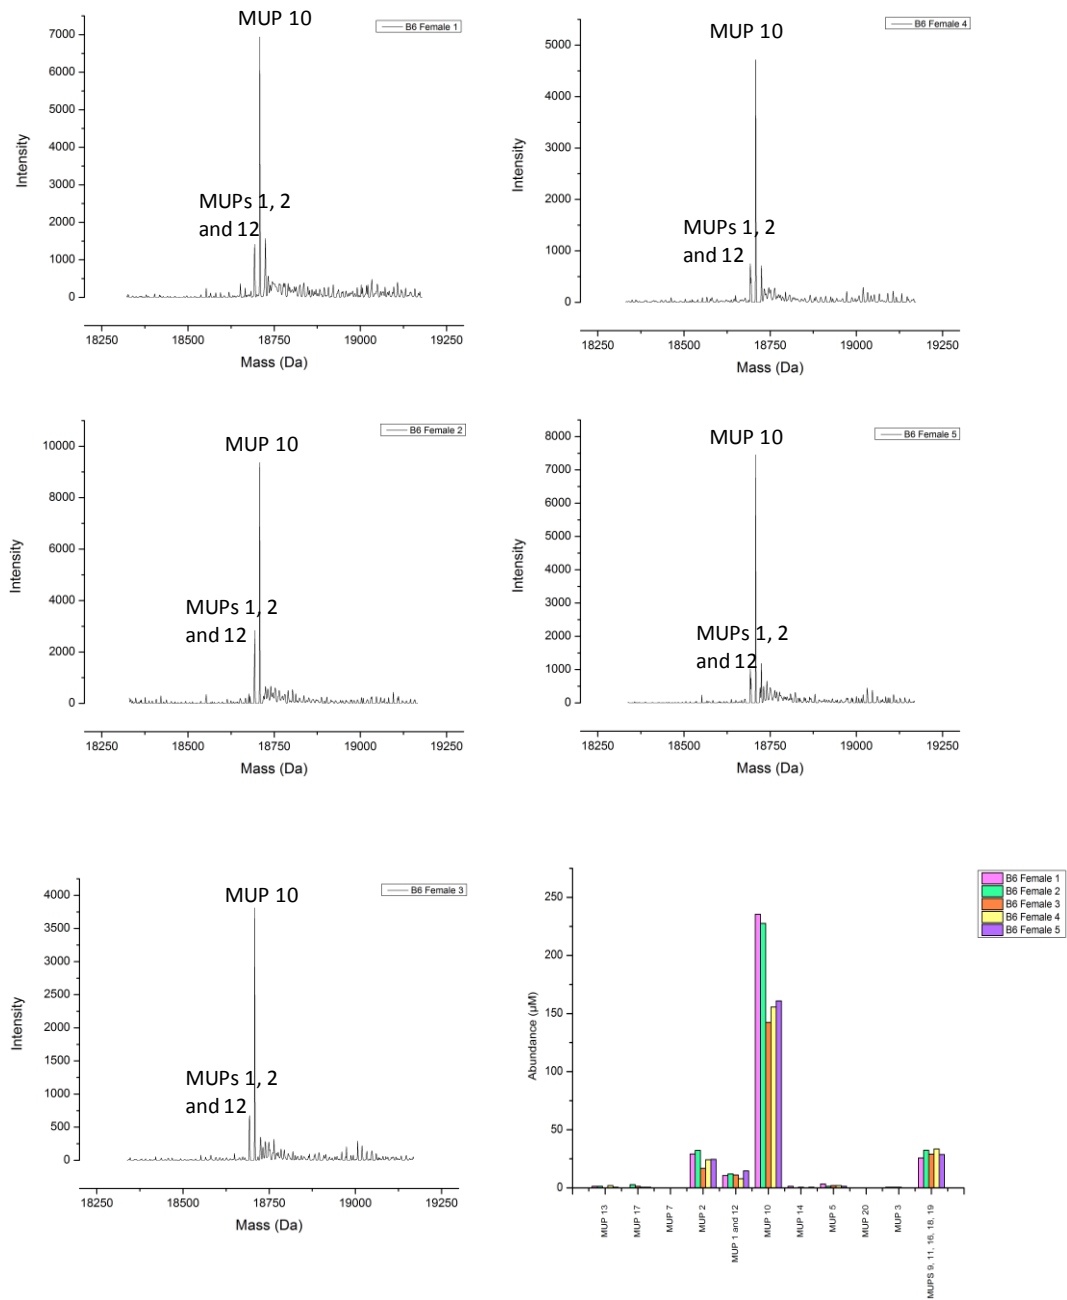 MUP 10
B6 Female 1
7000
6000
5000
4000
3000
2000
1000
0
Intensity
MUPs 1, 2
and 12
18250 18500 18750 19000 19250
Mass (Da)
MUP 10
B6 Female 4
5000
4000
3000
2000
1000
0
Intensity
MUPs 1, 2
and 12
18250 18500 18750 19000 19250
Mass (Da)
MUP 10
B6 Female 2
10000
8000
6000
4000
2000
0
Intensity
MUPs 1, 2
and 12
18250 18500 18750 19000 19250
Mass (Da)
MUP 10
B6 Female 5
8000
7000
6000
5000
4000
3000
2000
1000
0
Intensity
MUPs 1, 2
and 12
18250 18500 18750 19000 19250
Mass (Da)
MUP 10
B6 Female 3
4000
3500
3000
2500
2000
1500
1000
500
0
Intensity
MUPs 1, 2
and 12
18250 18500 18750 19000 19250
Mass (Da)
B6 Female 1
B6 Female 2
B6 Female 3
B6 Female 4
B6 Female 5
250
200
150
100
50
0
Abundance (µM)
MUP 13
MUP 17
MUP 7
MUP 2
MUP 1 and 12
MUP 10
MUP 14
MUP 5
MUP 20
MUP 3
MUPS 9, 11, 16, 18, 19